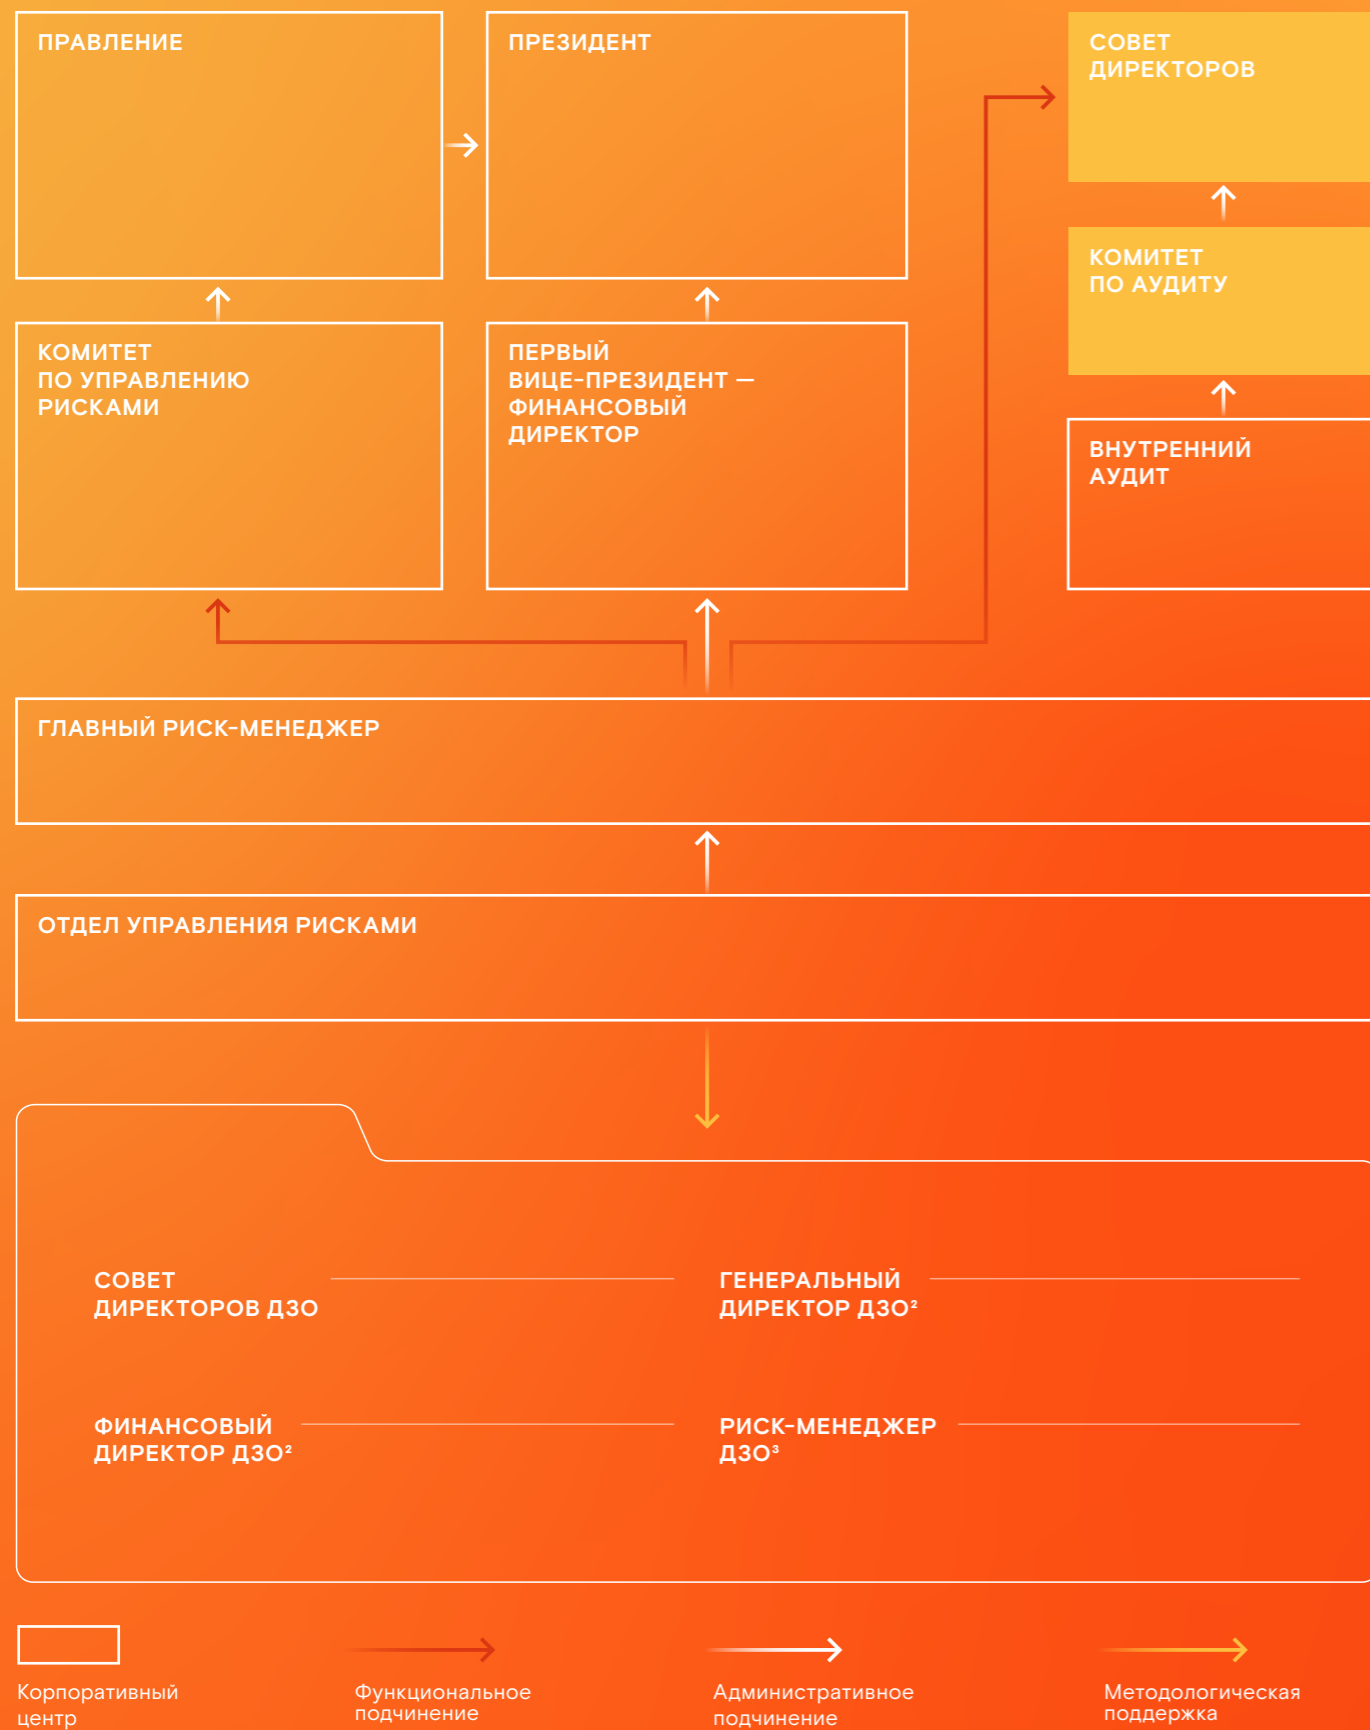 ПРАВЛЕНИЕ
ПРЕЗИДЕНТ
СОВЕТ
ДИРЕКТОРОВ
КОМИТЕТ
ПО АУДИТУ
КОМИТЕТ
ПО УПРАВЛЕНИЮ
РИСКАМИ
ПЕРВЫЙ
ВИЦЕ-ПРЕЗИДЕНТ —
ФИНАНСОВЫЙ
ДИРЕКТОР
ВНУТРЕННИЙ
АУДИТ
ГЛАВНЫЙ РИСК-МЕНЕДЖЕР
ОТДЕЛ УПРАВЛЕНИЯ РИСКАМИ
СОВЕТ
ДИРЕКТОРОВ ДЗО
ГЕНЕРАЛЬНЫЙ
ДИРЕКТОР ДЗО²
ФИНАНСОВЫЙ
ДИРЕКТОР ДЗО²
РИСК-МЕНЕДЖЕР
ДЗО³
Корпоративный
центр
Функциональное
подчинение
Административное
подчинение
Методологическая
поддержка